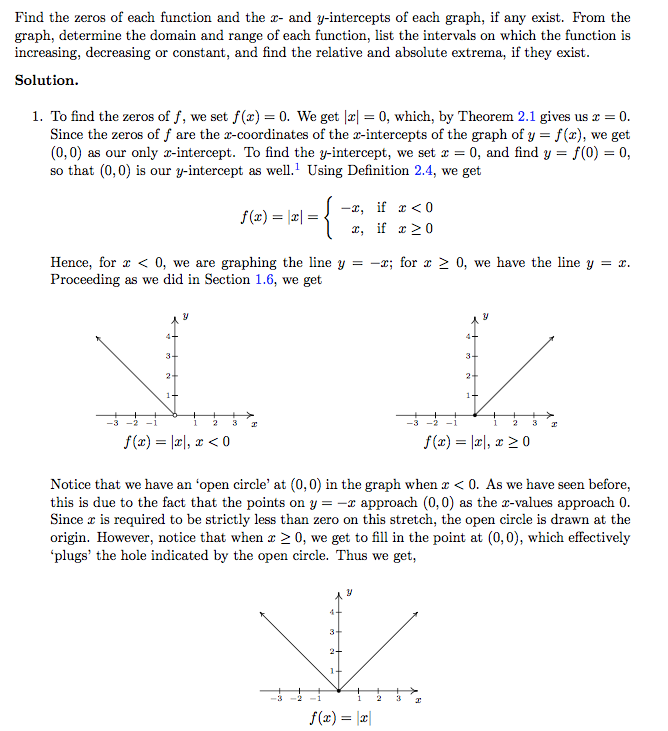 Find the zeros of each function and the x- and y-intercepts of each graph, if any exist. From the
graph, determine the domain and range of each function, list the intervals on which the function is
increasing, decreasing or constant, and find the relative and absolute extrema, if they exist.
Solution.
1. To find the zeros of f, we set f(x) = 0. We get |x| = 0, which, by Theorem 2.1 gives us x = 0.
Since the zeros of f are the x-coordinates of the x-intercepts of the graph of y = f(x), we get
(0, 0) as our only x-intercept. To find the y-intercept, we set x = 0, and find y = f(0) = 0,
so that (0, 0) is our y-intercept as well.¹ Using Definition 2.4, we get
f(x) = |x| = { −x, if x < 0
x, if x ≥ 0
Hence, for x < 0, we are graphing the line y = −x; for x ≥ 0, we have the line y = x.
Proceeding as we did in Section 1.6, we get
y
4
3
2
1
−3 −2 −1 1 2 3 x
f(x) = |x|, x < 0
y
4
3
2
1
−3 −2 −1 1 2 3 x
f(x) = |x|, x ≥ 0
Notice that we have an ‘open circle’ at (0, 0) in the graph when x < 0. As we have seen before,
this is due to the fact that the points on y = −x approach (0, 0) as the x-values approach 0.
Since x is required to be strictly less than zero on this stretch, the open circle is drawn at the
origin. However, notice that when x ≥ 0, we get to fill in the point at (0, 0), which effectively
‘plugs’ the hole indicated by the open circle. Thus we get,
y
4
3
2
1
−3 −2 −1 1 2 3 x
f(x) = |x|